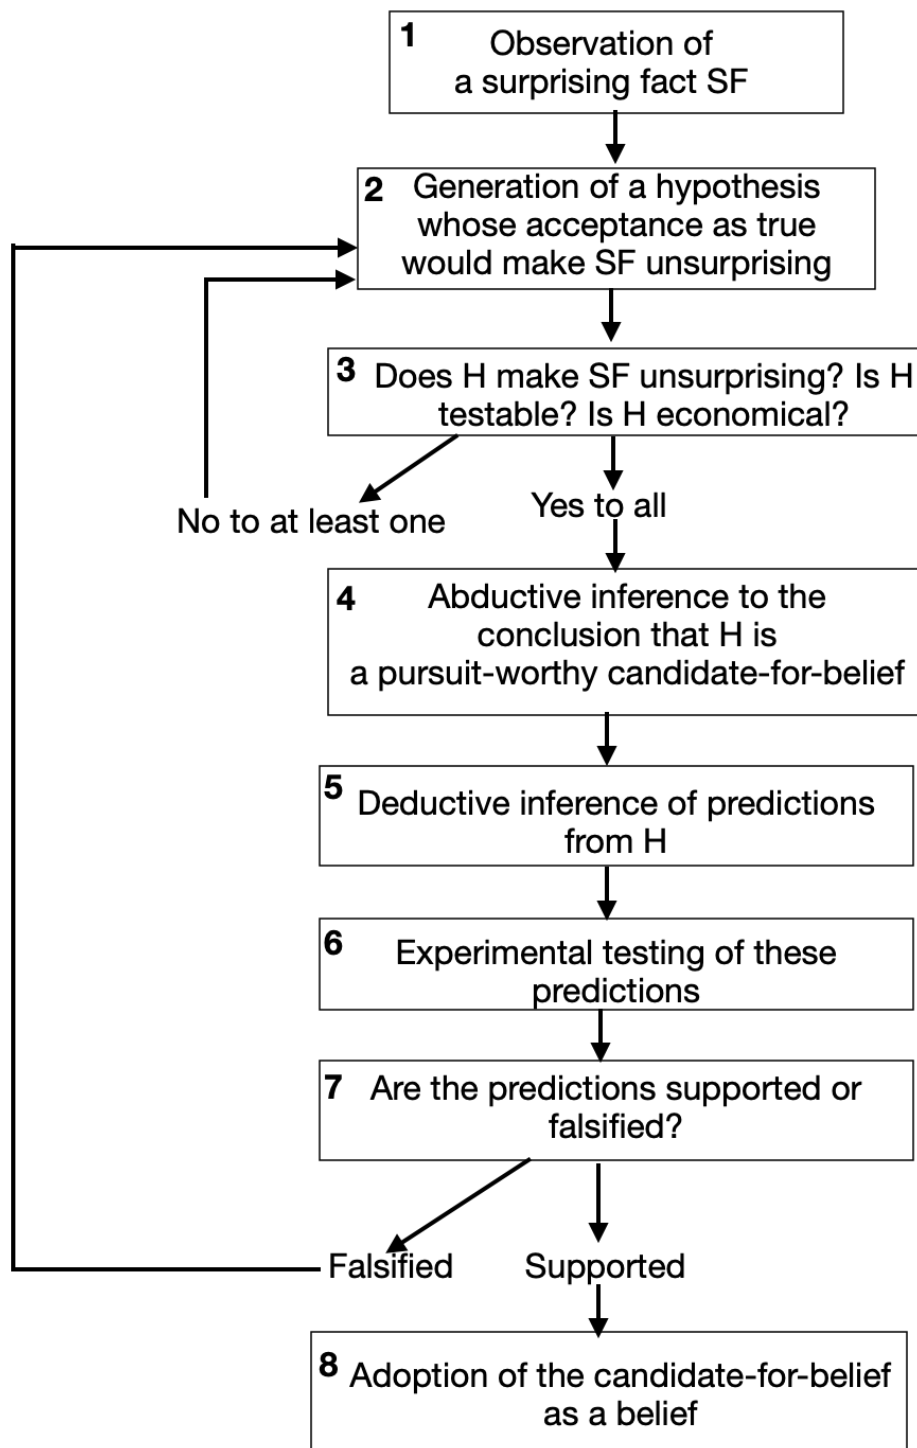 1 Observation of
a surprising fact SF
2 Generation of a hypothesis
whose acceptance as true
would make SF unsurprising
3 Does H make SF unsurprising? Is H
testable? Is H economical?
No to at least one
Yes to all
4 Abductive inference to the
conclusion that H is
a pursuit-worthy candidate-for-belief
5 Deductive inference of predictions
from H
6 Experimental testing of these
predictions
7 Are the predictions supported or
falsified?
Falsified
Supported
8 Adoption of the candidate-for-belief
as a belief